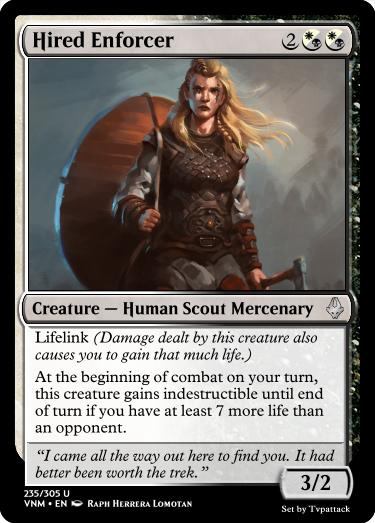 Hired Enforcer 2
Creature — Human Scout Mercenary
Lifelink (Damage dealt by this creature also
causes you to gain that much life.)
At the beginning of combat on your turn,
this creature gains indestructible until end
of turn if you have at least 7 more life than
an opponent.
"I came all the way out here to find you. It had
better been worth the trek."
3/2
235/305 U
VNM • EN Raph Herrera Lomotan
Set by Tvpattack